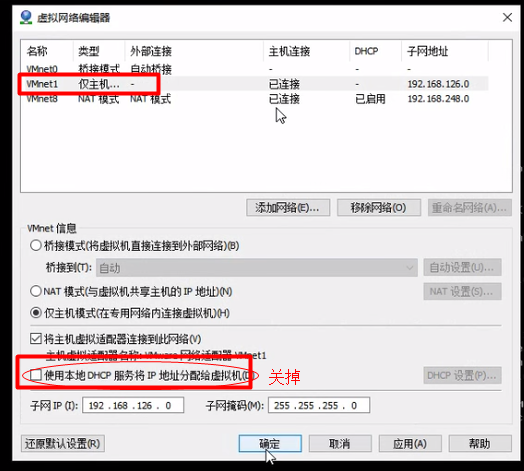 虚拟网络编辑器
名称 类型 外部连接 主机连接 DHCP 子网地址
VMnet0 桥接模式 自动桥接 - - -
VMnet1 仅主机... - 已连接 - 192.168.126.0
VMnet8 NAT 模式 NAT 模式 已连接 已启用 192.168.248.0
添加网络(E)... 移除网络(O) 重命名网络(A)...
VMnet 信息
桥接模式(将虚拟机直接连接到外部网络)(B)
桥接到(T): 自动 自动设置(U)...
NAT 模式(与虚拟机共享主机的 IP 地址)(N) NAT 设置(S)...
仅主机模式(在专用网络内连接虚拟机)(H)
将主机虚拟适配器连接到此网络(V)
主机虚拟适配器名称: VMware 网络适配器 VMnet1
使用本地 DHCP 服务将 IP 地址分配给虚拟机(D) 关掉 DHCP 设置(P)...
子网 IP (I): 192 .168 .126 . 0 子网掩码(M): 255 .255 .255 . 0
还原默认设置(R) 确定 取消 应用(A) 帮助